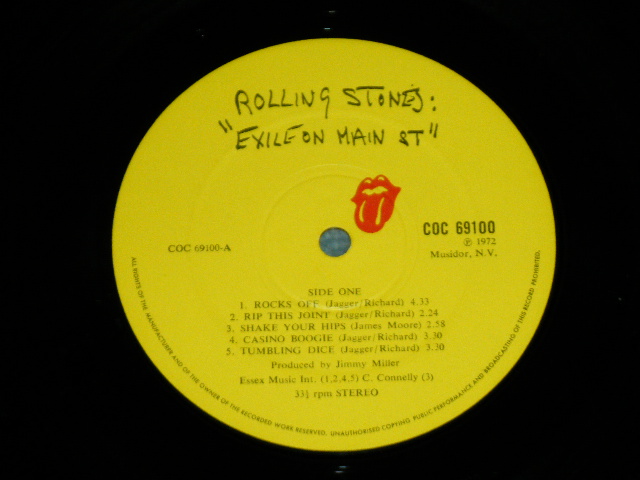 ROLLING STONES:
"EXILE ON MAIN ST"
COC 69100
℗ 1972
Musidor, N.V.
COC 69100-A
SIDE ONE
1. ROCKS OFF (Jagger/Richard) 4.33
2. RIP THIS JOINT (Jagger/Richard) 2.24
3. SHAKE YOUR HIPS (James Moore) 2.58
4. CASINO BOOGIE (Jagger/Richard) 3.30
5. TUMBLING DICE (Jagger/Richard) 3.30
Produced by Jimmy Miller
Essex Music Int. (1,2,4,5) C. Connelly (3)
33⅓ rpm STEREO
ALL RIGHTS OF THE MANUFACTURER AND OF THE OWNER OF THE RECORDED WORK RESERVED. UNAUTHORISED COPYING PUBLIC PERFORMANCE AND BROADCASTING OF THIS RECORD PROHIBITED.